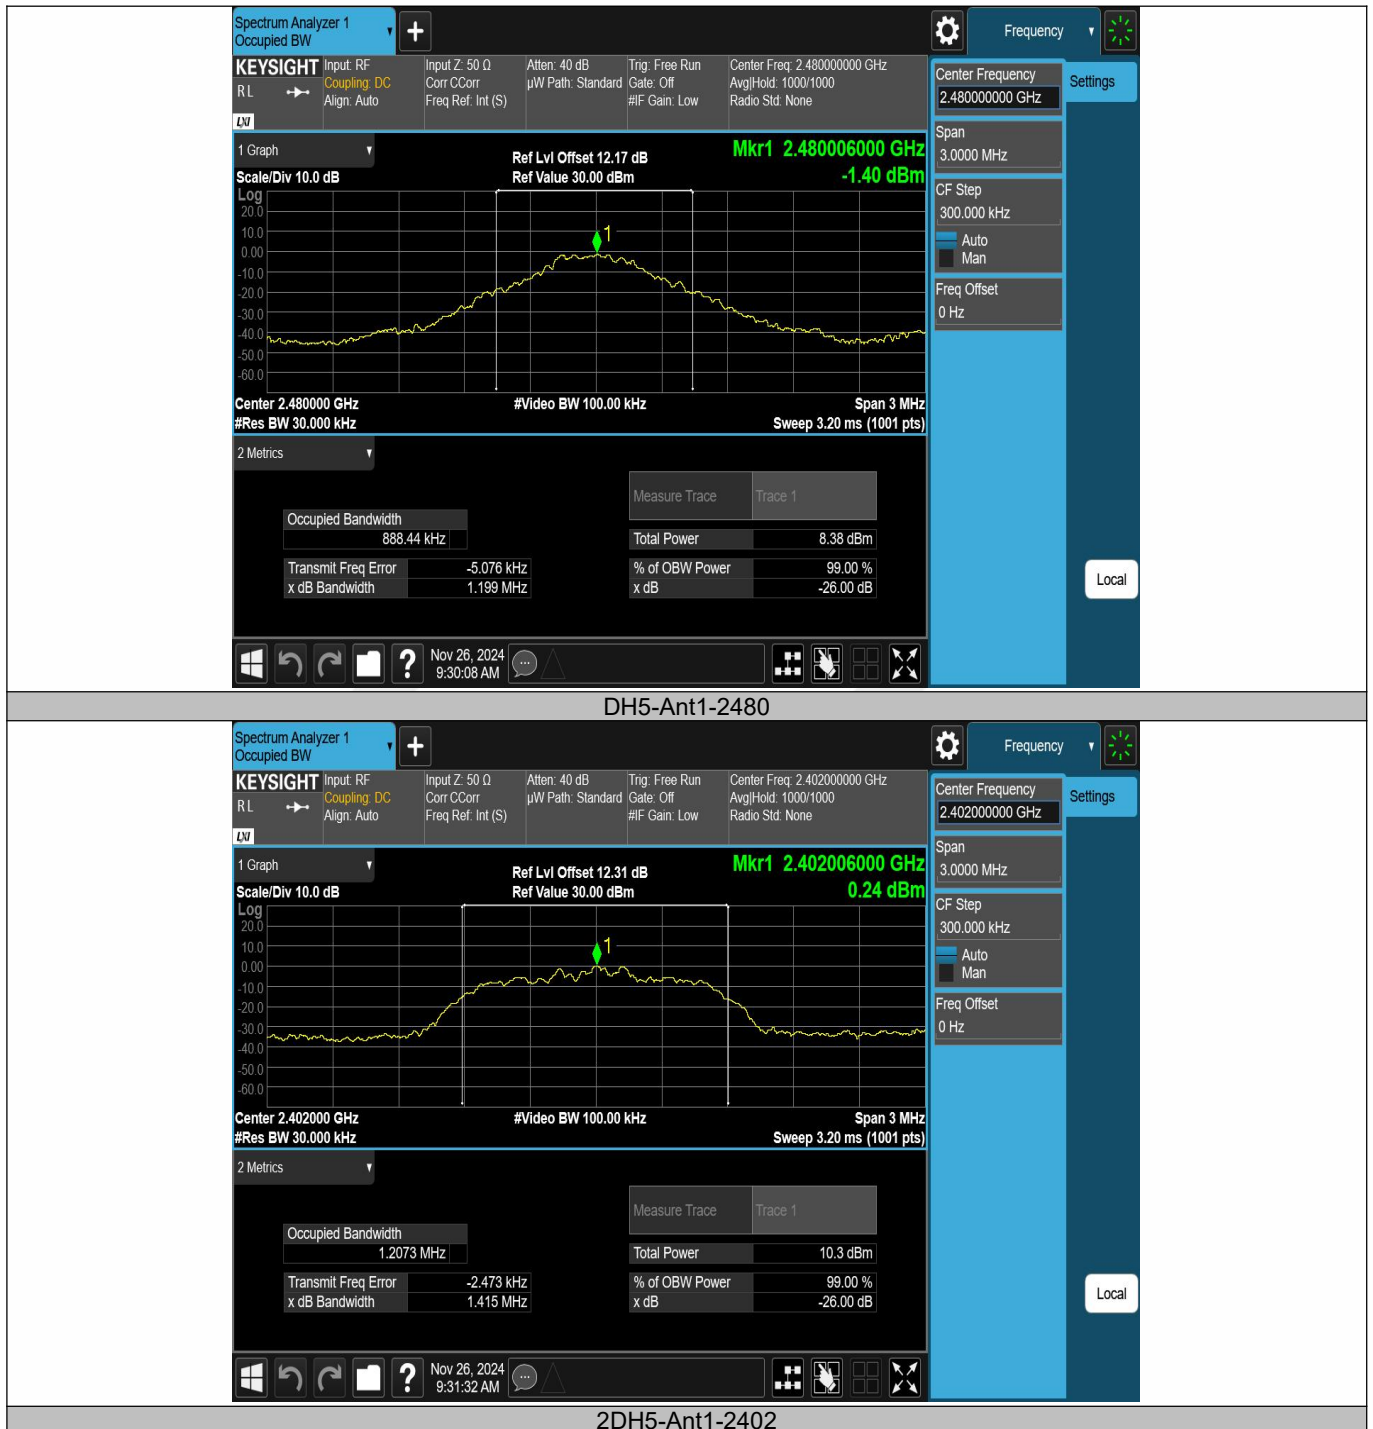 Spectrum Analyzer 1
Occupied BW
+
Frequency
KEYSIGHT
R L
LXI
Input: RF
Coupling: DC
Align: Auto
Input Z: 50 Ω
Corr CCorr
Freq Ref: Int (S)
Atten: 40 dB
µW Path: Standard
Trig: Free Run
Gate: Off
#IF Gain: Low
Center Freq: 2.480000000 GHz
Avg|Hold: 1000/1000
Radio Std: None
Center Frequency
2.480000000 GHz
Settings
Span
3.0000 MHz
CF Step
300.000 kHz
Auto
Man
Freq Offset
0 Hz
Local
1 Graph
Scale/Div 10.0 dB
Ref Lvl Offset 12.17 dB
Ref Value 30.00 dBm
Mkr1 2.480006000 GHz
-1.40 dBm
Log
20.0
10.0
0.00
-10.0
-20.0
-30.0
-40.0
-50.0
-60.0
1
Center 2.480000 GHz
#Video BW 100.00 kHz
Span 3 MHz
#Res BW 30.000 kHz
Sweep 3.20 ms (1001 pts)
2 Metrics
Measure Trace Trace 1
Occupied Bandwidth
888.44 kHz
Total Power 8.38 dBm
Transmit Freq Error -5.076 kHz
% of OBW Power 99.00 %
x dB Bandwidth 1.199 MHz
x dB -26.00 dB
?
Nov 26, 2024
9:30:08 AM
DH5-Ant1-2480
Spectrum Analyzer 1
Occupied BW
+
Frequency
KEYSIGHT
R L
LXI
Input: RF
Coupling: DC
Align: Auto
Input Z: 50 Ω
Corr CCorr
Freq Ref: Int (S)
Atten: 40 dB
µW Path: Standard
Trig: Free Run
Gate: Off
#IF Gain: Low
Center Freq: 2.402000000 GHz
Avg|Hold: 1000/1000
Radio Std: None
Center Frequency
2.402000000 GHz
Settings
Span
3.0000 MHz
CF Step
300.000 kHz
Auto
Man
Freq Offset
0 Hz
Local
1 Graph
Scale/Div 10.0 dB
Ref Lvl Offset 12.31 dB
Ref Value 30.00 dBm
Mkr1 2.402006000 GHz
0.24 dBm
Log
20.0
10.0
0.00
-10.0
-20.0
-30.0
-40.0
-50.0
-60.0
1
Center 2.402000 GHz
#Video BW 100.00 kHz
Span 3 MHz
#Res BW 30.000 kHz
Sweep 3.20 ms (1001 pts)
2 Metrics
Measure Trace Trace 1
Occupied Bandwidth
1.2073 MHz
Total Power 10.3 dBm
Transmit Freq Error -2.473 kHz
% of OBW Power 99.00 %
x dB Bandwidth 1.415 MHz
x dB -26.00 dB
?
Nov 26, 2024
9:31:32 AM
2DH5-Ant1-2402